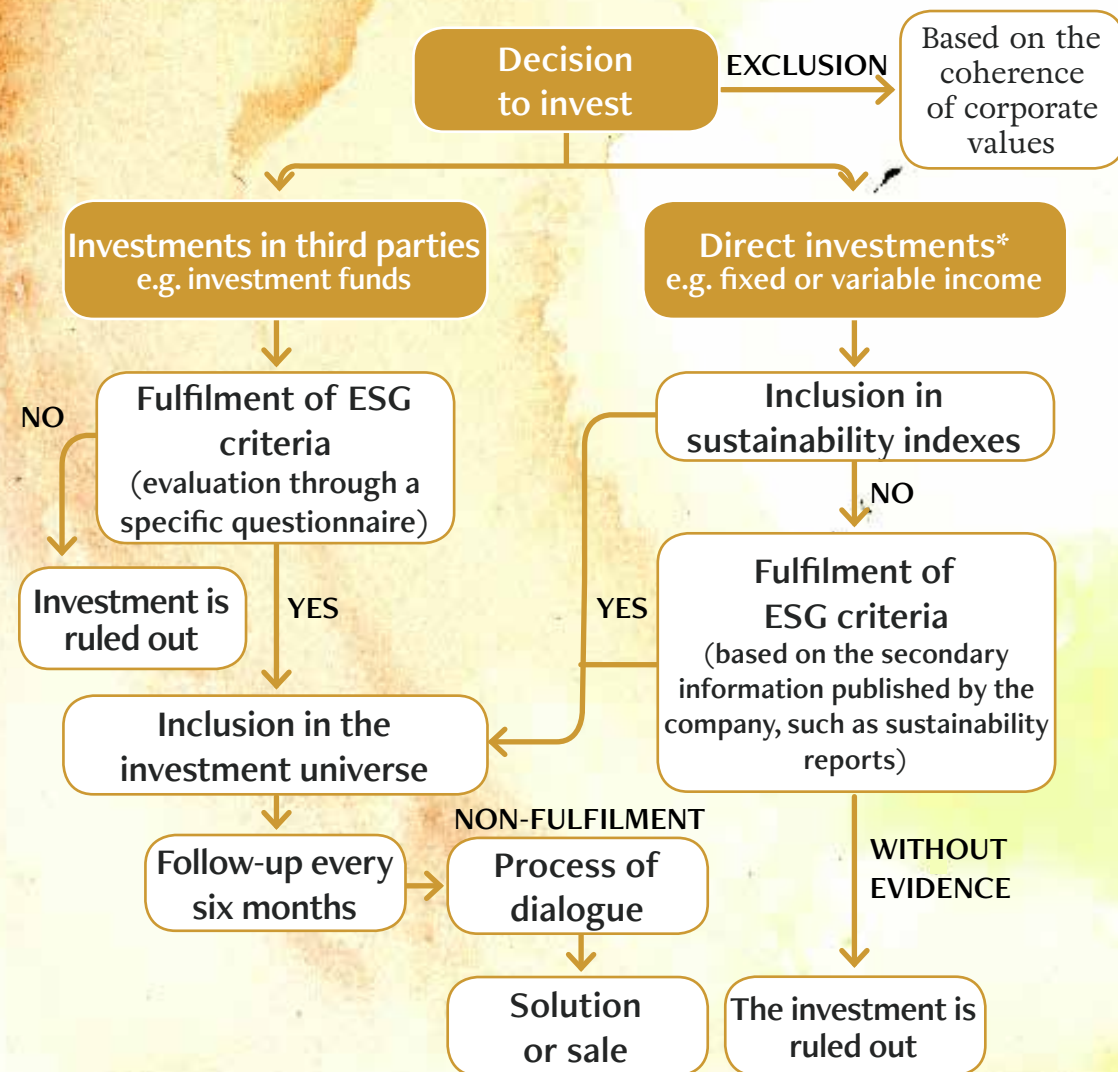 Decision
to invest
EXCLUSION
Based on the
coherence
of corporate
values
Investments in third parties
e.g. investment funds
Direct investments*
e.g. fixed or variable income
NO
Fulfilment of ESG
criteria
(evaluation through a
specific questionnaire)
Inclusion in
sustainability indexes
NO
Investment is
ruled out
YES
YES
Fulfilment of
ESG criteria
(based on the secondary
information published by the
company, such as sustainability
reports)
Inclusion in the
investment universe
NON-FULFILMENT
Follow-up every
six months
Process of
dialogue
WITHOUT
EVIDENCE
Solution
or sale
The investment is
ruled out